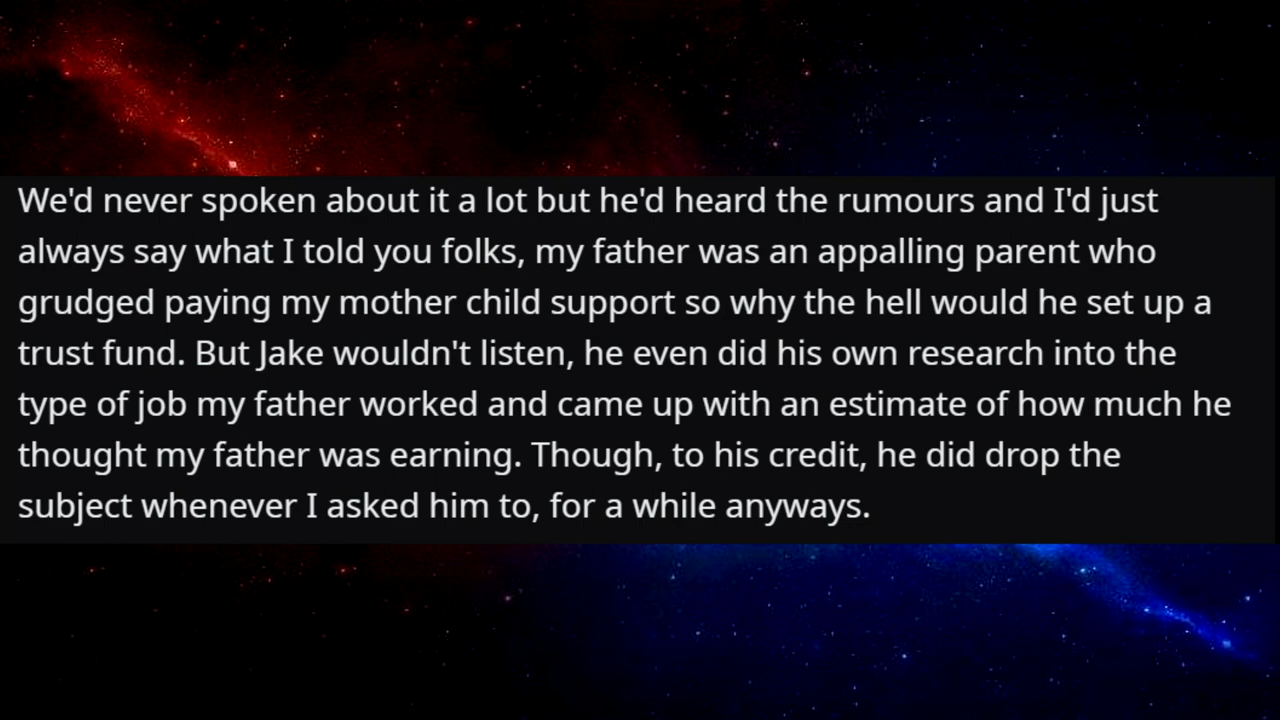 We'd never spoken about it a lot but he'd heard the rumours and I'd just
always say what I told you folks, my father was an appalling parent who
grudged paying my mother child support so why the hell would he set up a
trust fund. But Jake wouldn't listen, he even did his own research into the
type of job my father worked and came up with an estimate of how much he
thought my father was earning. Though, to his credit, he did drop the
subject whenever I asked him to, for a while anyways.